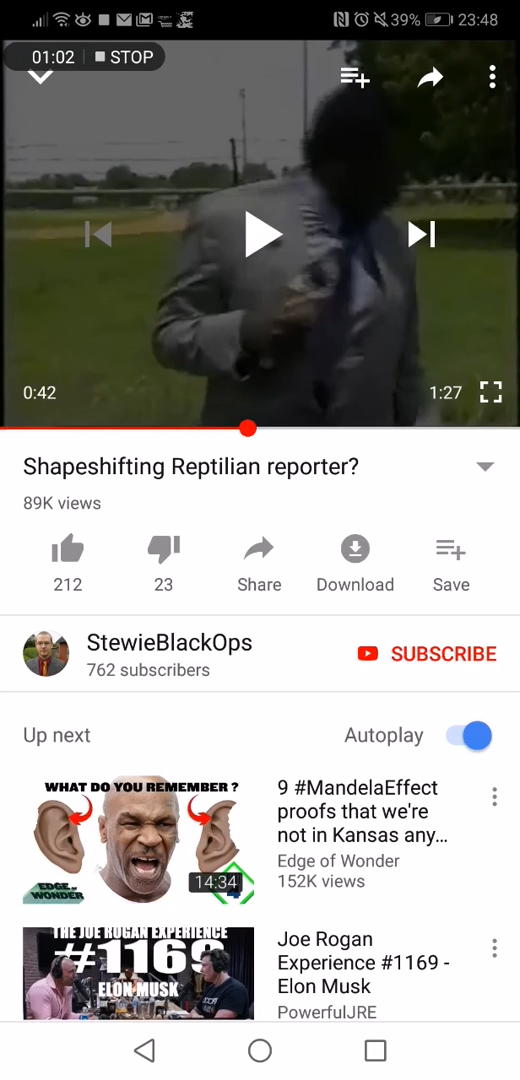 39% 23:48
01:02 STOP
0:42 1:27
Shapeshifting Reptilian reporter?
89K views
212 23 Share Download Save
StewieBlackOps
762 subscribers
SUBSCRIBE
Up next Autoplay
WHAT DO YOU REMEMBER ?
EDGE OF
WONDER
14:34
9 #MandelaEffect
proofs that we're
not in Kansas any...
Edge of Wonder
152K views
THE JOE ROGAN EXPERIENCE
#1169
ELON MUSK
Joe Rogan
Experience #1169 -
Elon Musk
PowerfulJRE